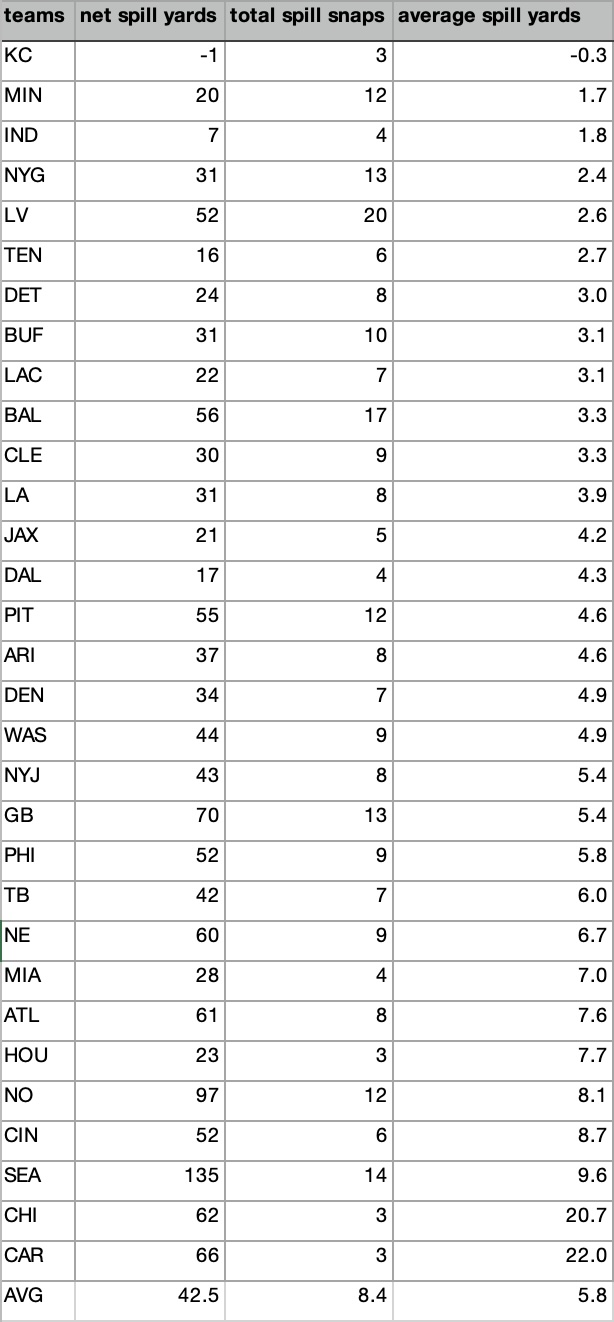 teams net spill yards total spill snaps average spill yards
KC -1 3 -0.3
MIN 20 12 1.7
IND 7 4 1.8
NYG 31 13 2.4
LV 52 20 2.6
TEN 16 6 2.7
DET 24 8 3.0
BUF 31 10 3.1
LAC 22 7 3.1
BAL 56 17 3.3
CLE 30 9 3.3
LA 31 8 3.9
JAX 21 5 4.2
DAL 17 4 4.3
PIT 55 12 4.6
ARI 37 8 4.6
DEN 34 7 4.9
WAS 44 9 4.9
NYJ 43 8 5.4
GB 70 13 5.4
PHI 52 9 5.8
TB 42 7 6.0
NE 60 9 6.7
MIA 28 4 7.0
ATL 61 8 7.6
HOU 23 3 7.7
NO 97 12 8.1
CIN 52 6 8.7
SEA 135 14 9.6
CHI 62 3 20.7
CAR 66 3 22.0
AVG 42.5 8.4 5.8